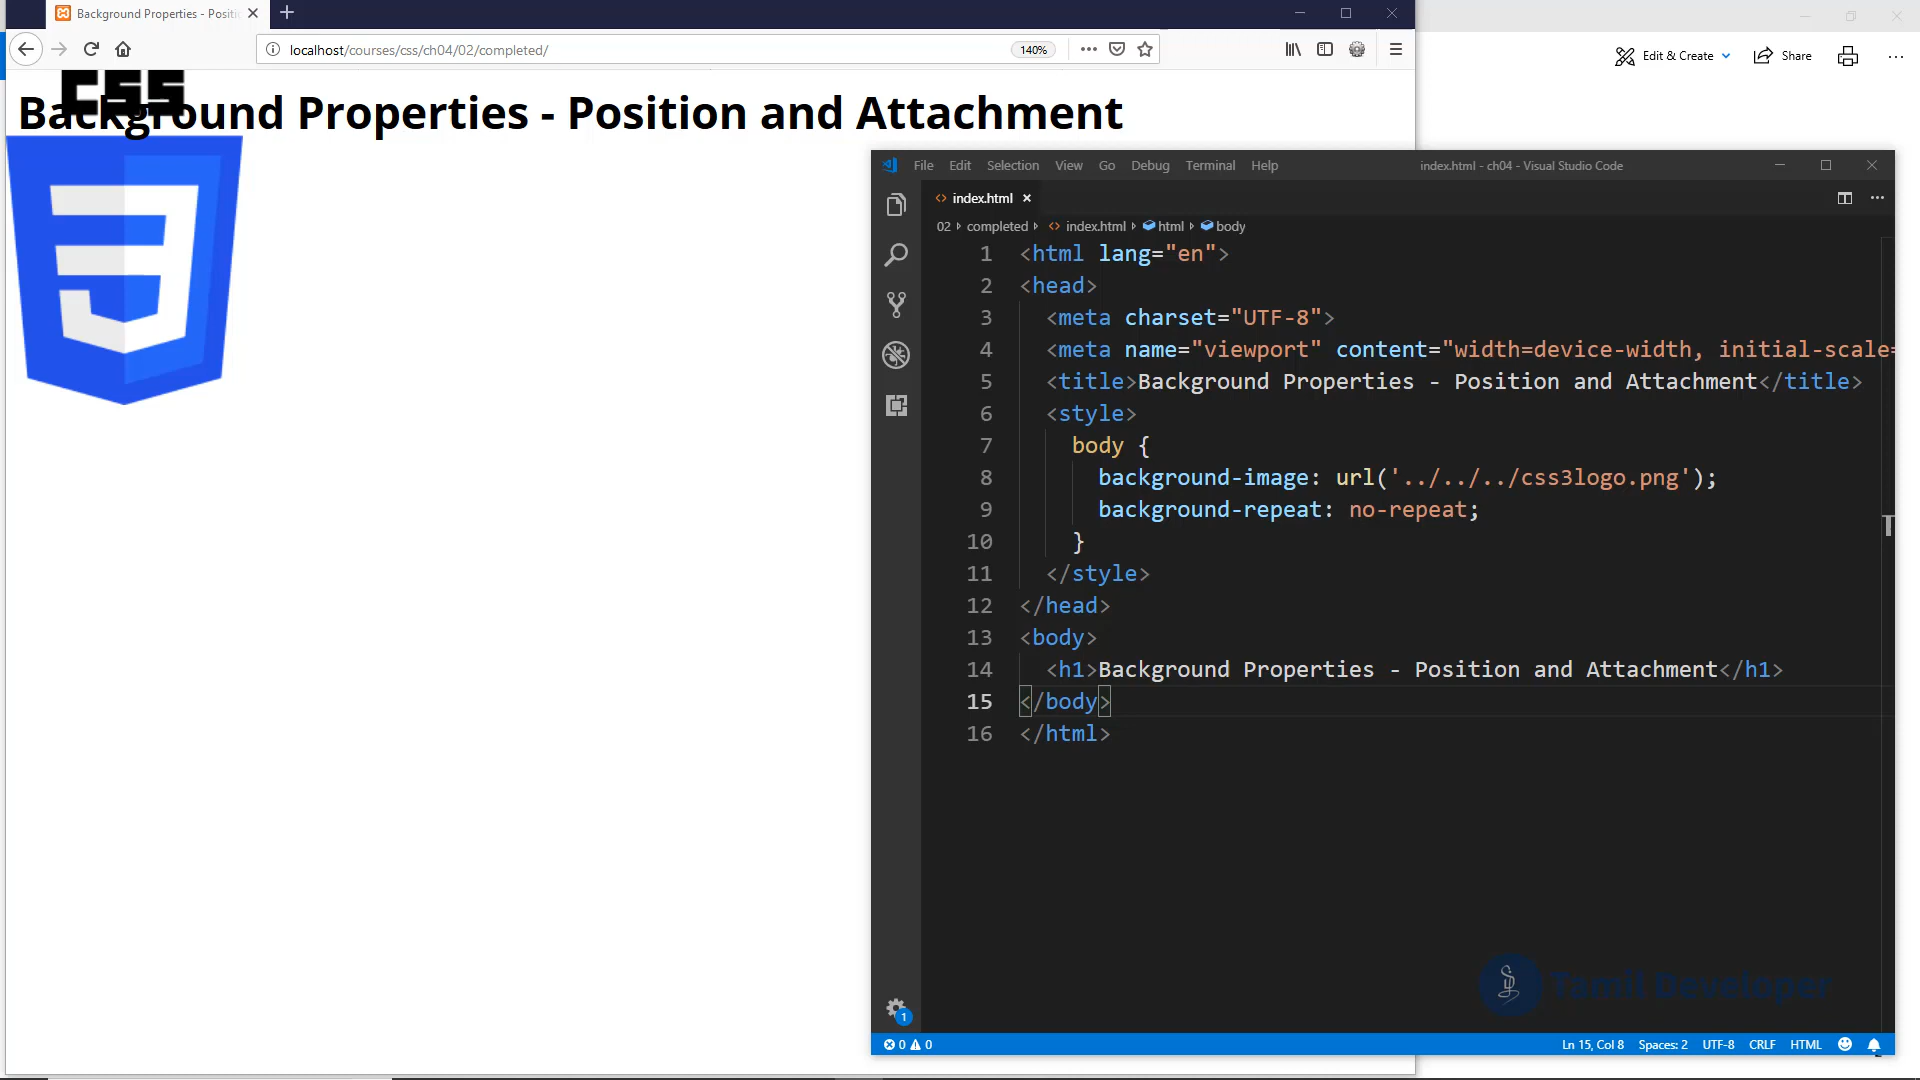 Background Properties - Positi
localhost/courses/css/ch04/02/completed/
140%
Edit & Create
Share
CSS
Background Properties - Position and Attachment
File Edit Selection View Go Debug Terminal Help
index.html - ch04 - Visual Studio Code
index.html
02 completed index.html html body
1 <html lang="en">
2 <head>
3 <meta charset="UTF-8">
4 <meta name="viewport" content="width=device-width, initial-scale=
5 <title>Background Properties - Position and Attachment</title>
6 <style>
7 body {
8 background-image: url('../../../css3logo.png');
9 background-repeat: no-repeat;
10 }
11 </style>
12 </head>
13 <body>
14 <h1>Background Properties - Position and Attachment</h1>
15 </body>
16 </html>
Tamil Developer
1
0 0
Ln 15, Col 8 Spaces: 2 UTF-8 CRLF HTML